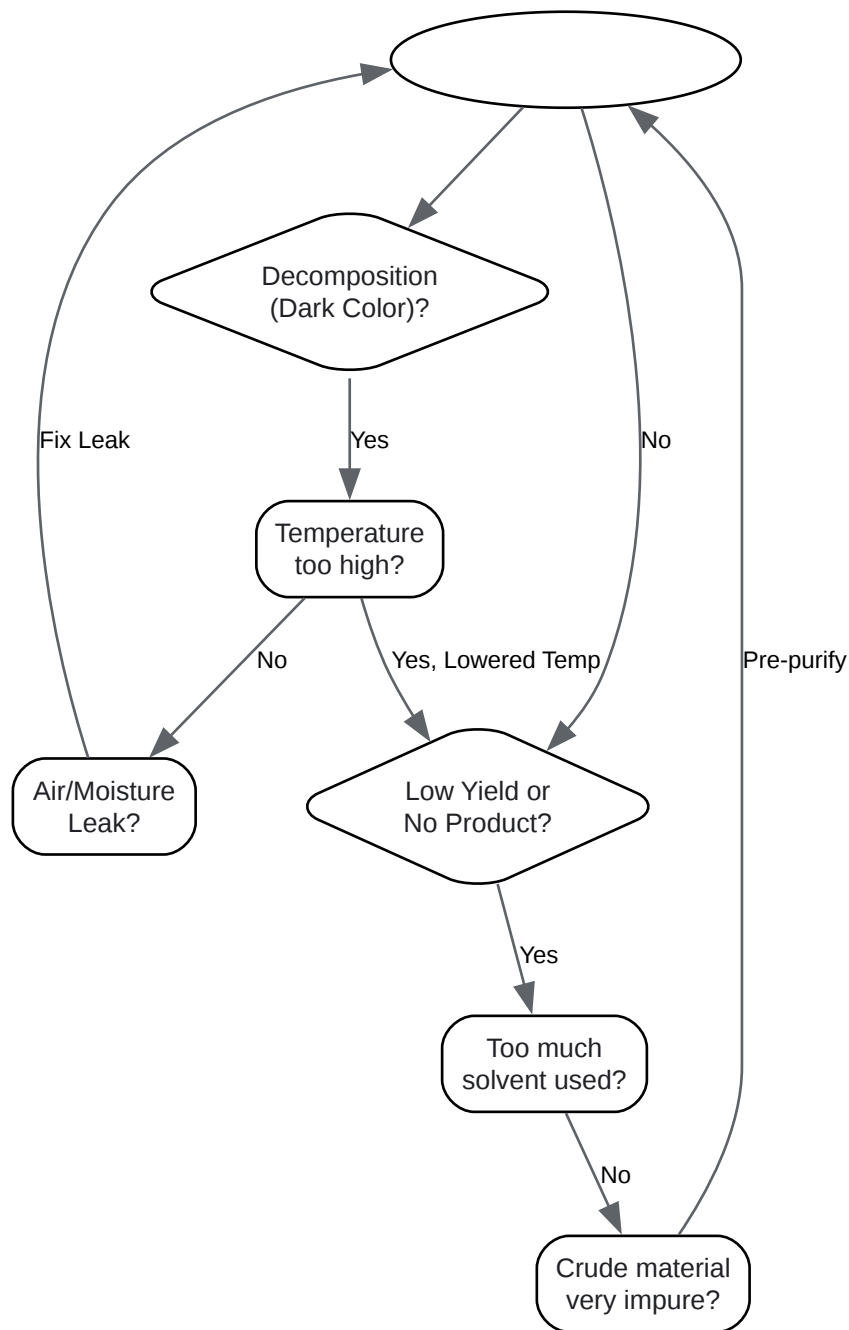 Decomposition
(Dark Color)?
Fix Leak
Yes
No
Temperature
too high?
No
Yes, Lowered Temp
Pre-purify
Air/Moisture
Leak?
Low Yield or
No Product?
Yes
Too much
solvent used?
No
Crude material
very impure?